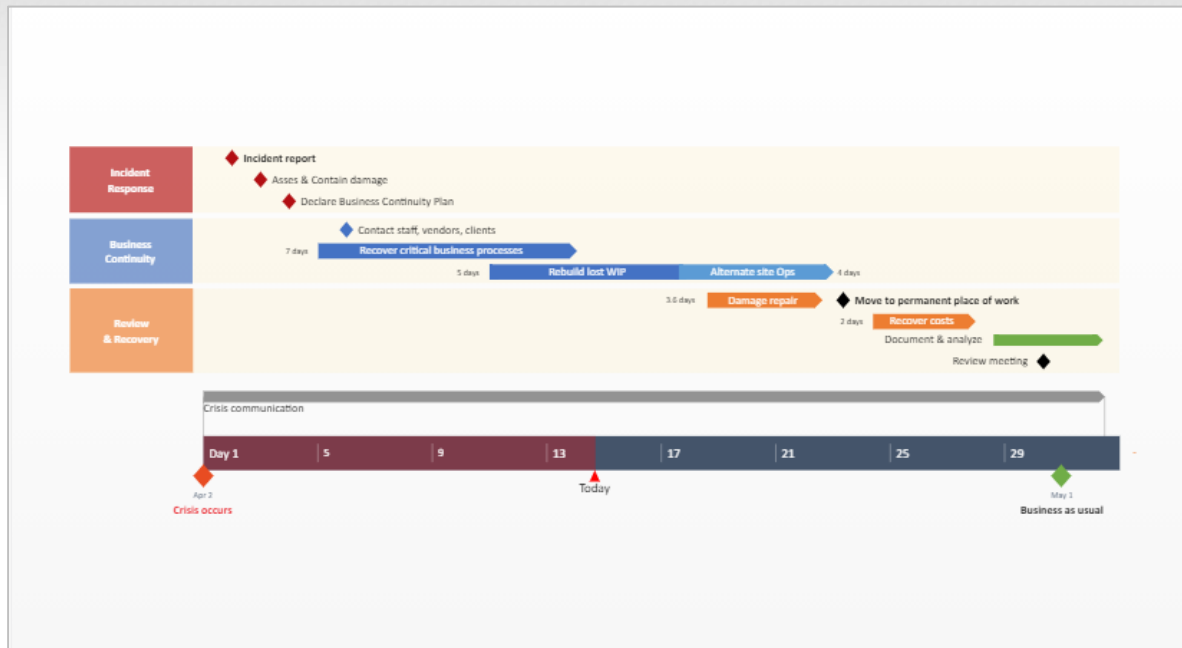 Incident
Response
Incident report
Asses & Contain damage
Declare Business Continuity Plan
Business
Continuity
Contact staff, vendors, clients
7 days
Recover critical business processes
5 days
Rebuild lost WIP
Alternate site Ops
4 days
Review
& Recovery
3.6 days
Damage repair
Move to permanent place of work
2 days
Recover costs
Document & analyze
Review meeting
Crisis communication
Day 1
5
9
13
17
21
25
29
Apr 2
Crisis occurs
Today
May 1
Business as usual